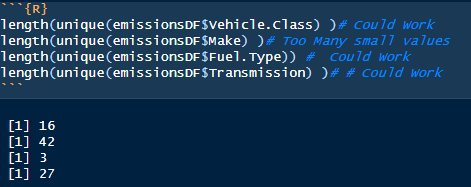 ```{R}
length(unique(emissionsDF$Vehicle.Class) )# Could work
length(unique(emissionsDF$Make) )# Too Many small values
length(unique(emissionsDF$Fuel.Type)) #  Could work
length(unique(emissionsDF$Transmission) )# # Could work
```
[1] 16
[1] 42
[1] 3
[1] 27